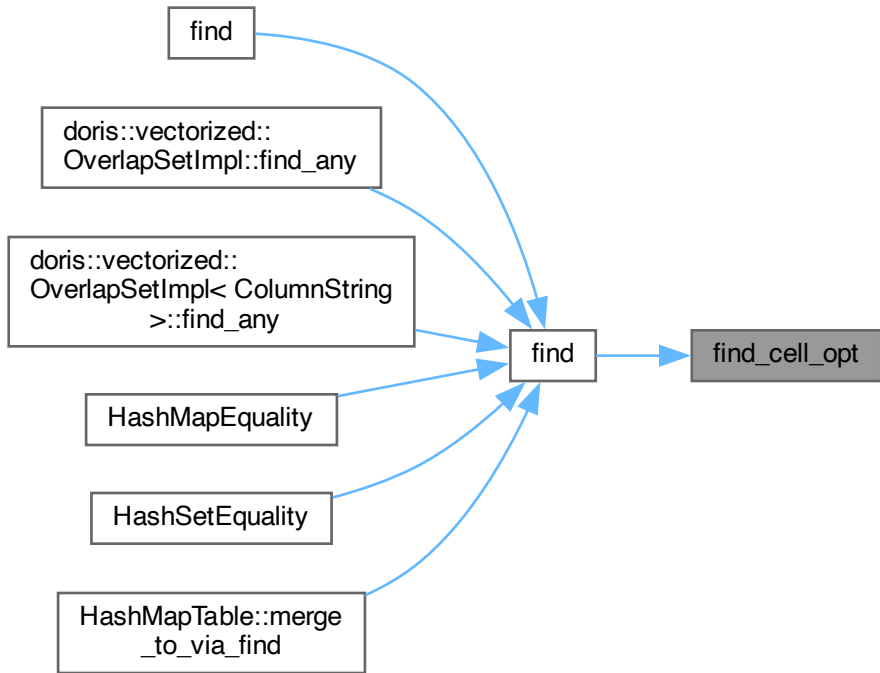 find
doris::vectorized::
OverlapSetImpl::find_any
doris::vectorized::
OverlapSetImpl< ColumnString
>::find_any
HashMapEquality
HashSetEquality
HashMapTable::merge
_to_via_find
find
find_cell_opt